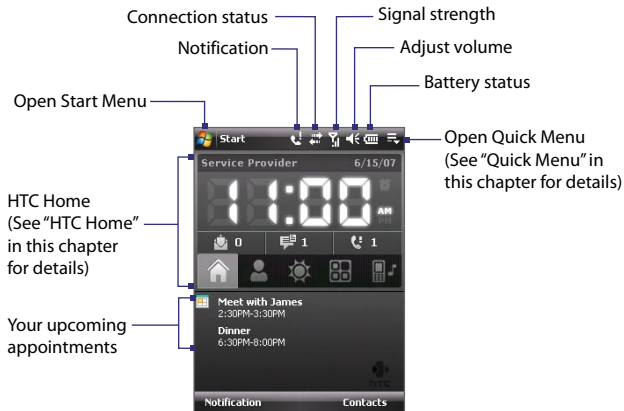 Connection status
Signal strength
Notification
Adjust volume
Battery status
Open Start Menu
Start
Open Quick Menu
(See “Quick Menu” in
this chapter for details)
Service Provider 6/15/07
11:00
AM
PM
HTC Home
(See “HTC Home”
in this chapter
for details)
0 1 1
Your upcoming
appointments
Meet with James
2:30PM-3:30PM
Dinner
6:30PM-8:00PM
hTC
Notification Contacts